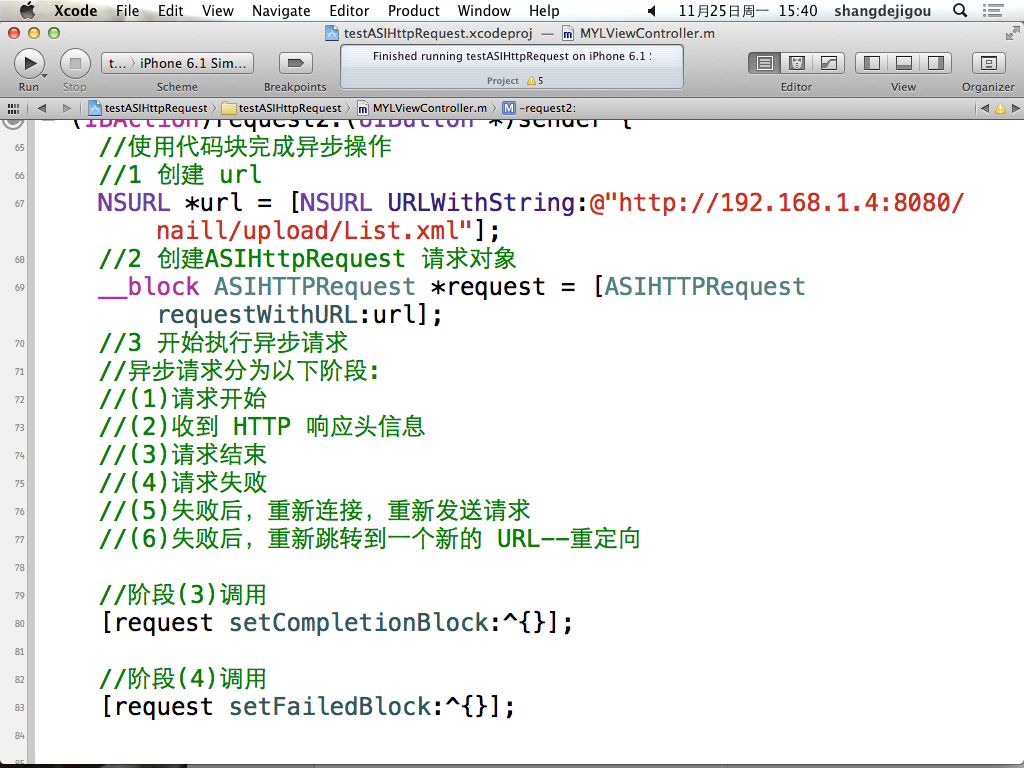 Xcode File Edit View Navigate Editor Product Window Help 11月25日周一 15:40 shangdejigou
testASIHttpRequest.xcodeproj — MYLViewController.m
t... 〉 iPhone 6.1 Sim...
Finished running testASIHttpRequest on iPhone 6.1
Project 5
Run Stop Scheme Breakpoints Editor View Organizer
testASIHttpRequest 〉 testASIHttpRequest 〉 MYLViewController.m 〉 M -request2:
(IBAction)request2:(UIButton *)sender {
65 //使用代码块完成异步操作
66 //1 创建 url
67 NSURL *url = [NSURL URLWithString:@"http://192.168.1.4:8080/
naill/upload/List.xml"];
68 //2 创建ASIHttpRequest 请求对象
69 __block ASIHTTPRequest *request = [ASIHTTPRequest
requestWithURL:url];
70 //3 开始执行异步请求
71 //异步请求分为以下阶段:
72 //(1)请求开始
73 //(2)收到 HTTP 响应头信息
74 //(3)请求结束
75 //(4)请求失败
76 //(5)失败后，重新连接，重新发送请求
77 //(6)失败后，重新跳转到一个新的 URL--重定向
78
79 //阶段(3)调用
80 [request setCompletionBlock:^{}];
81
82 //阶段(4)调用
83 [request setFailedBlock:^{}];
84
85